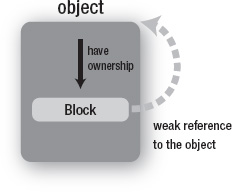 object
have
ownership
Block
weak reference
to the object